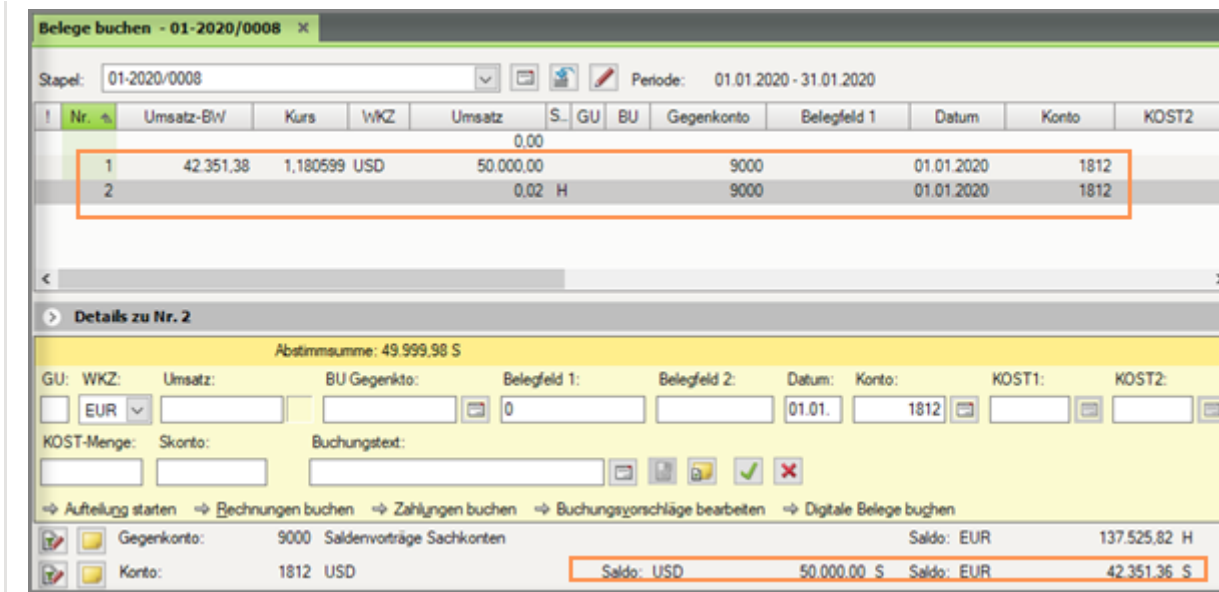 Belege buchen - 01-2020/0008 ×
Stapel: 01-2020/0008 Periode: 01.01.2020 - 31.01.2020
! Nr. Umsatz-BW Kurs WKZ Umsatz S... GU BU Gegenkonto Belegfeld 1 Datum Konto KOST2
0,00
1 42.351,38 1,180599 USD 50.000,00 9000 01.01.2020 1812
2 0,02 H 9000 01.01.2020 1812
Details zu Nr. 2
Abstimmsumme: 49.999,98 S
GU: WKZ: Umsatz: BU Gegenkto: Belegfeld 1: Belegfeld 2: Datum: Konto: KOST1: KOST2:
EUR 0 01.01. 1812
KOST-Menge: Skonto: Buchungstext:
⇒ Aufteilung starten ⇒ Rechnungen buchen ⇒ Zahlungen buchen ⇒ Buchungsvorschläge bearbeiten ⇒ Digitale Belege buchen
Gegenkonto: 9000 Saldenvorträge Sachkonten Saldo: EUR 137.525,82 H
Konto: 1812 USD Saldo: USD 50.000,00 S Saldo: EUR 42.351,36 S